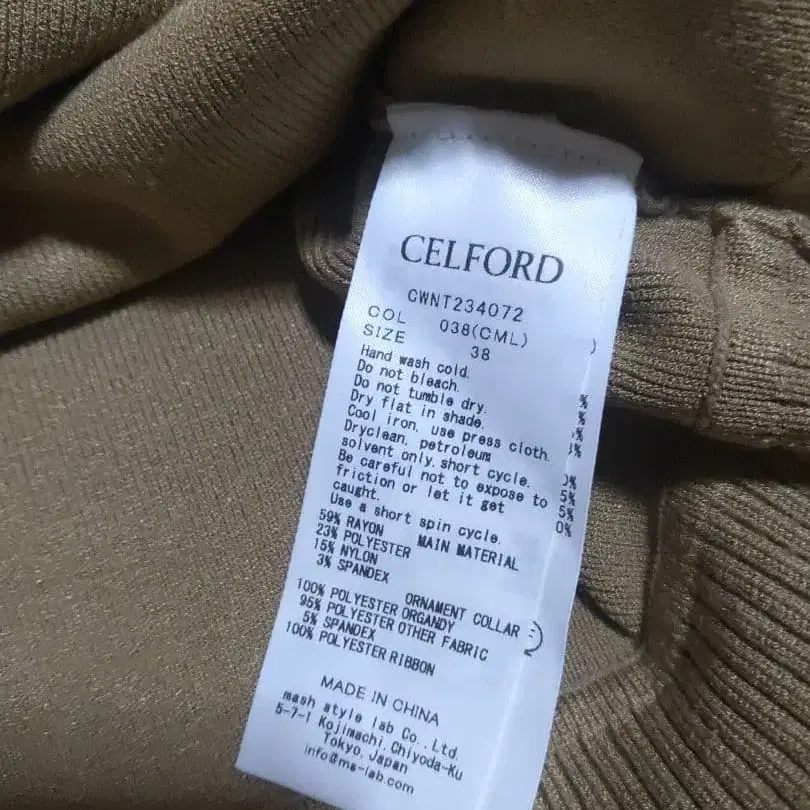 CELFORD
CWNT234072
COL 038(CML)
SIZE 38
Hand wash cold.
Do not bleach.
Do not tumble dry.
Dry flat in shade.
Cool iron, use press cloth.
Dryclean, petroleum
solvent only, short cycle.
Be careful not to expose to
friction or let it get
caught.
Use a short spin cycle.
59% RAYON MAIN MATERIAL
23% POLYESTER
15% NYLON
3% SPANDEX
ORNAMENT COLLAR
100% POLYESTER ORGANDY
95% POLYESTER OTHER FABRIC
5% SPANDEX
100% POLYESTER RIBBON
MADE IN CHINA
mash style lab Co., Ltd.
5-7-1 Kojimachi, Chiyoda-Ku
Tokyo, Japan
info@ms-lab.com